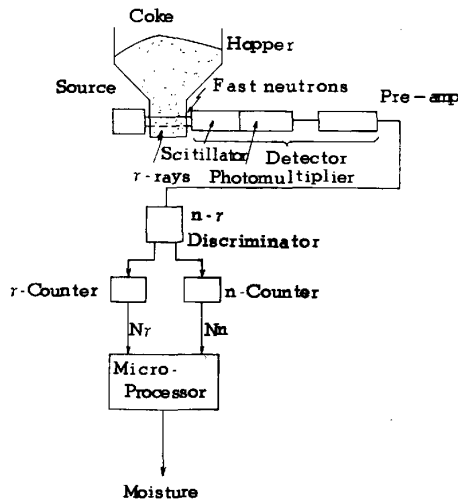 Coke
Hopper
Source
Fast neutrons
Pre-amp
Scitillator
Detector
γ-rays
Photomultiplier
n-γ
Discriminator
γ-Counter
n-Counter
Nγ
Nn
Micro-
Processor
Moisture